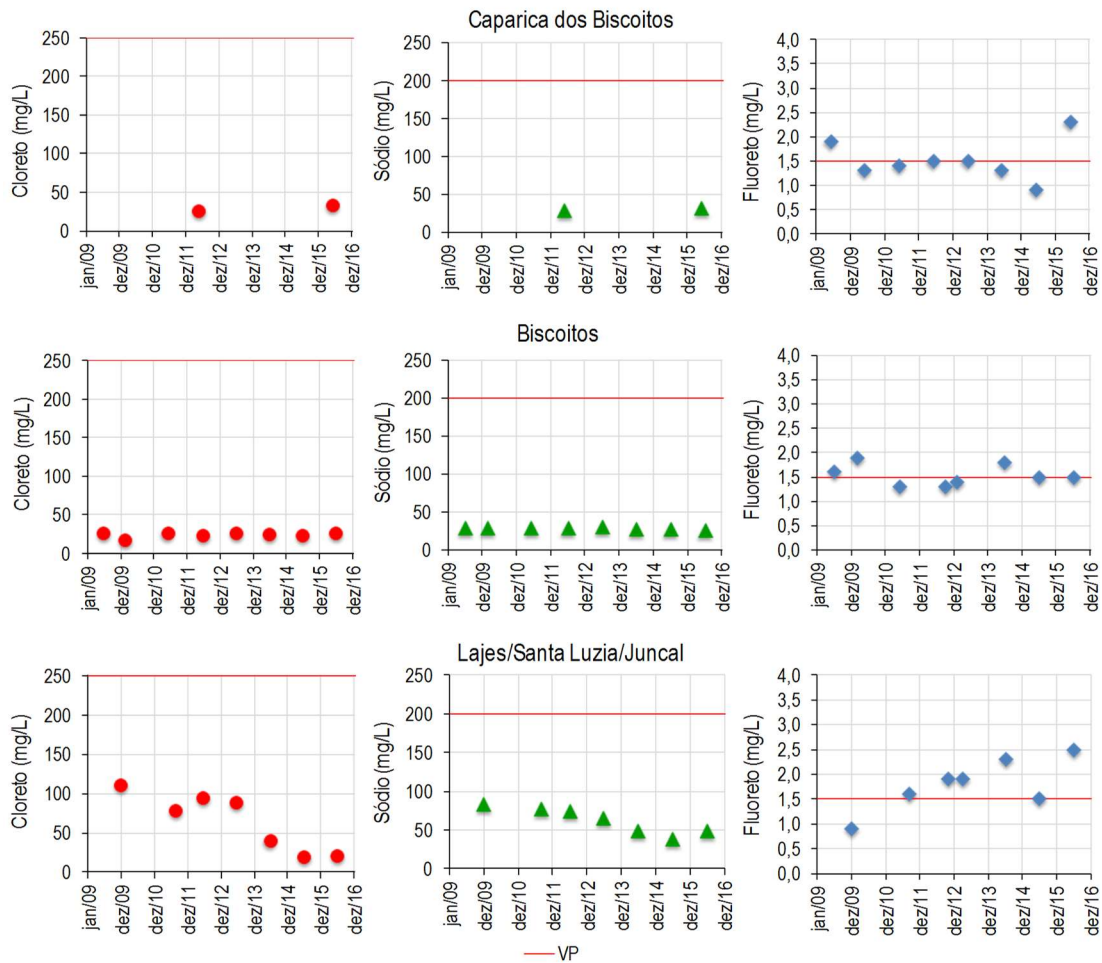 Caparica dos Biscoitos
Cloreto (mg/L)
250
200
150
100
50
0
jan/09
dez/09
dez/10
dez/11
dez/12
dez/13
dez/14
dez/15
dez/16
Sódio (mg/L)
250
200
150
100
50
0
jan/09
dez/09
dez/10
dez/11
dez/12
dez/13
dez/14
dez/15
dez/16
Fluoreto (mg/L)
4,0
3,5
3,0
2,5
2,0
1,5
1,0
0,5
0,0
jan/09
dez/09
dez/10
dez/11
dez/12
dez/13
dez/14
dez/15
dez/16
Biscoitos
Cloreto (mg/L)
250
200
150
100
50
0
jan/09
dez/09
dez/10
dez/11
dez/12
dez/13
dez/14
dez/15
dez/16
Sódio (mg/L)
250
200
150
100
50
0
jan/09
dez/09
dez/10
dez/11
dez/12
dez/13
dez/14
dez/15
dez/16
Fluoreto (mg/L)
4,0
3,5
3,0
2,5
2,0
1,5
1,0
0,5
0,0
jan/09
dez/09
dez/10
dez/11
dez/12
dez/13
dez/14
dez/15
dez/16
Lajes/Santa Luzia/Juncal
Cloreto (mg/L)
250
200
150
100
50
0
jan/09
dez/09
dez/10
dez/11
dez/12
dez/13
dez/14
dez/15
dez/16
Sódio (mg/L)
250
200
150
100
50
0
jan/09
dez/09
dez/10
dez/11
dez/12
dez/13
dez/14
dez/15
dez/16
Fluoreto (mg/L)
4,0
3,5
3,0
2,5
2,0
1,5
1,0
0,5
0,0
jan/09
dez/09
dez/10
dez/11
dez/12
dez/13
dez/14
dez/15
dez/16
VP